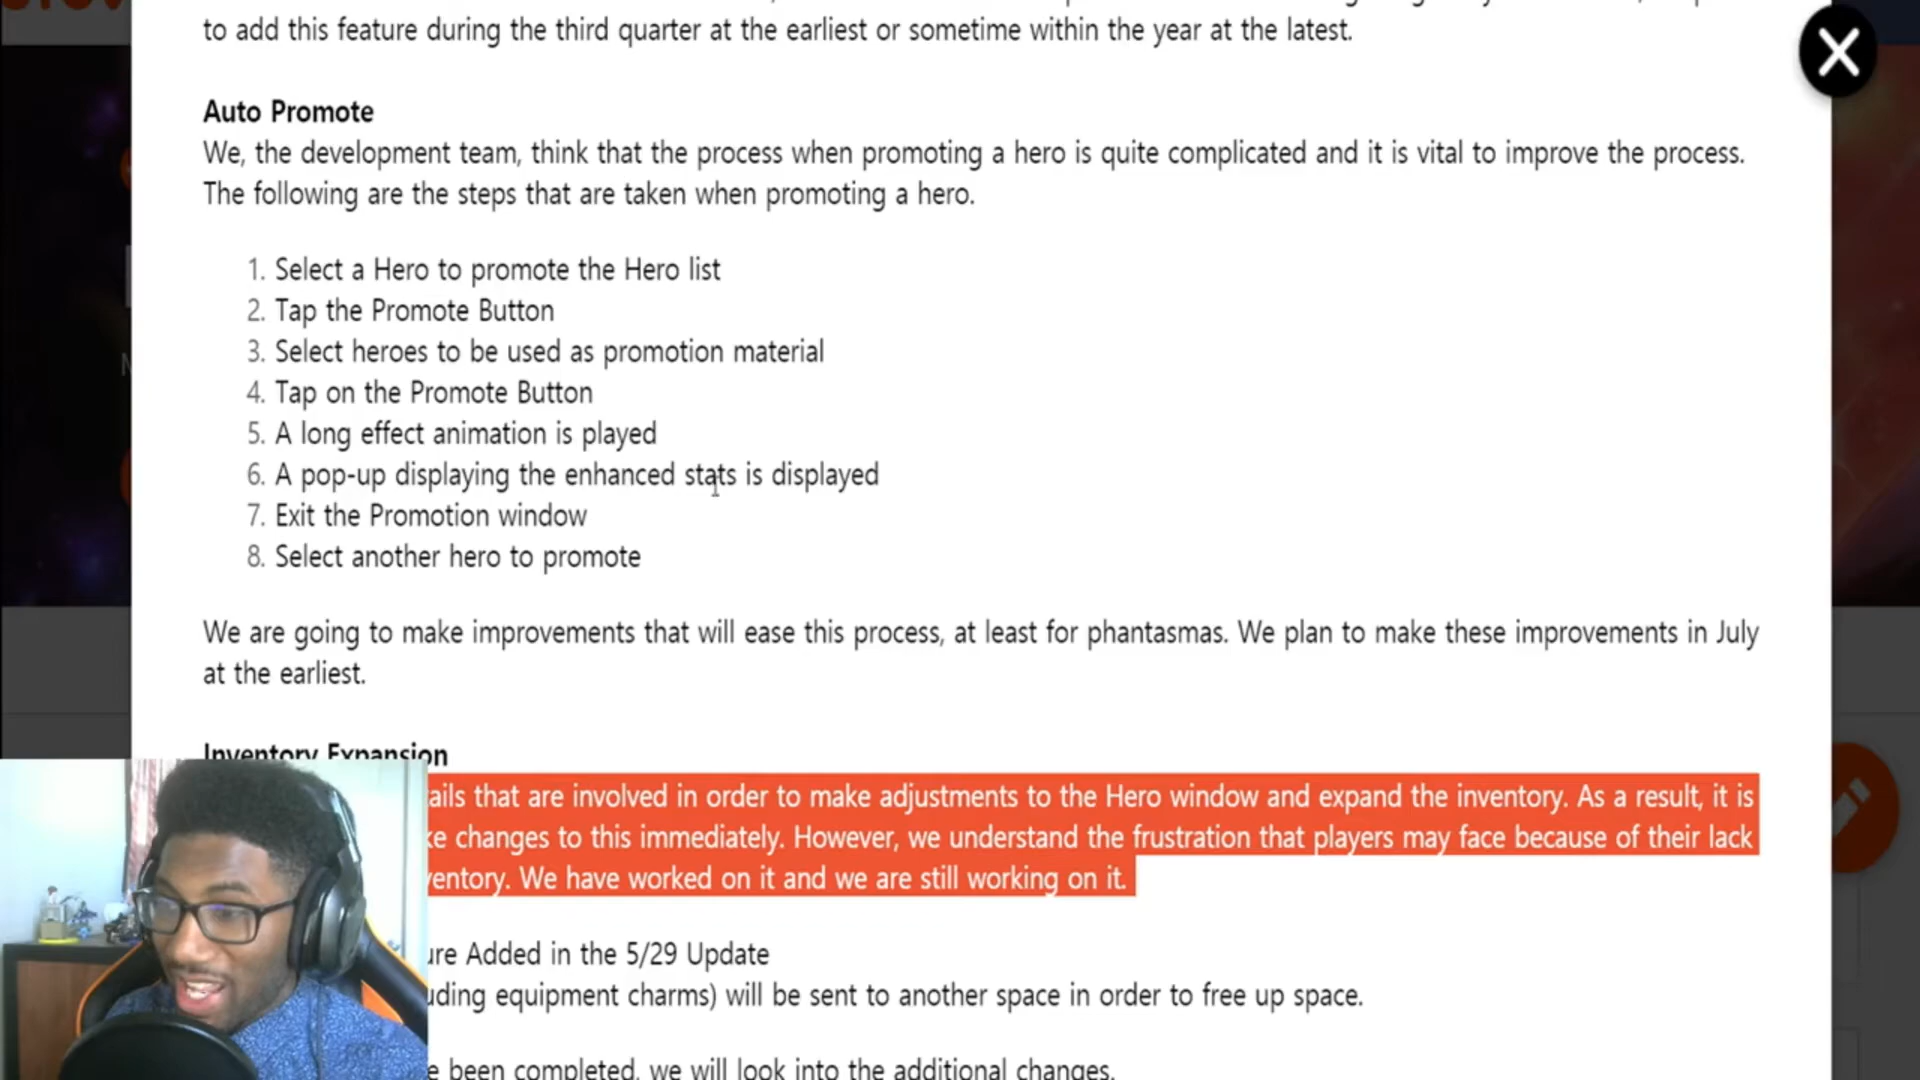 to add this feature during the third quarter at the earliest or sometime within the year at the latest.
Auto Promote
We, the development team, think that the process when promoting a hero is quite complicated and it is vital to improve the process.
The following are the steps that are taken when promoting a hero.
1. Select a Hero to promote the Hero list
2. Tap the Promote Button
3. Select heroes to be used as promotion material
4. Tap on the Promote Button
5. A long effect animation is played
6. A pop-up displaying the enhanced stats is displayed
7. Exit the Promotion window
8. Select another hero to promote
We are going to make improvements that will ease this process, at least for phantasmas. We plan to make these improvements in July
at the earliest.
Inventory Expansion
that are involved in order to make adjustments to the Hero window and expand the inventory. As a result, it is
changes to this immediately. However, we understand the frustration that players may face because of their lack
We have worked on it and we are still working on it.
Added in the 5/29 Update
equipment charms) will be sent to another space in order to free up space.
been completed, we will look into the additional changes.